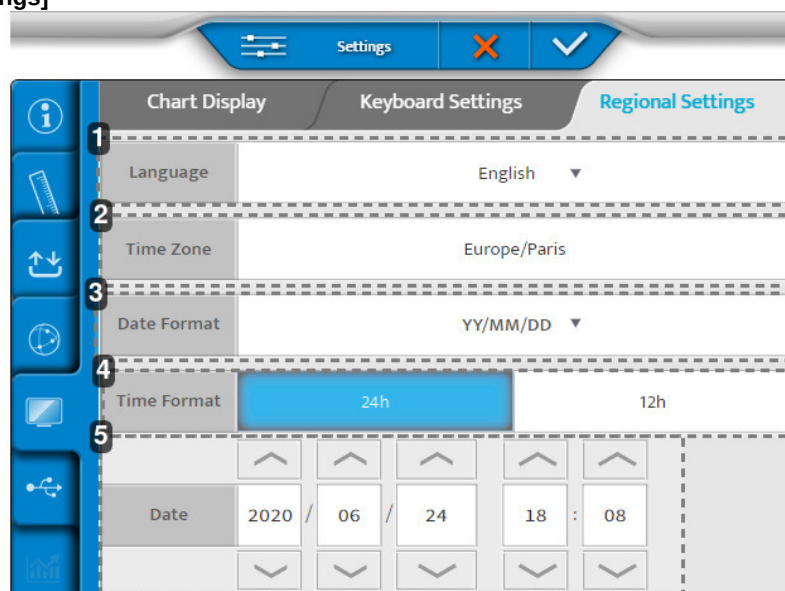 ngs]
Settings
Chart Display Keyboard Settings Regional Settings
1
Language English
2
Time Zone Europe/Paris
3
Date Format YY/MM/DD
4
Time Format 24h 12h
5
Date 2020 / 06 / 24 18 : 08